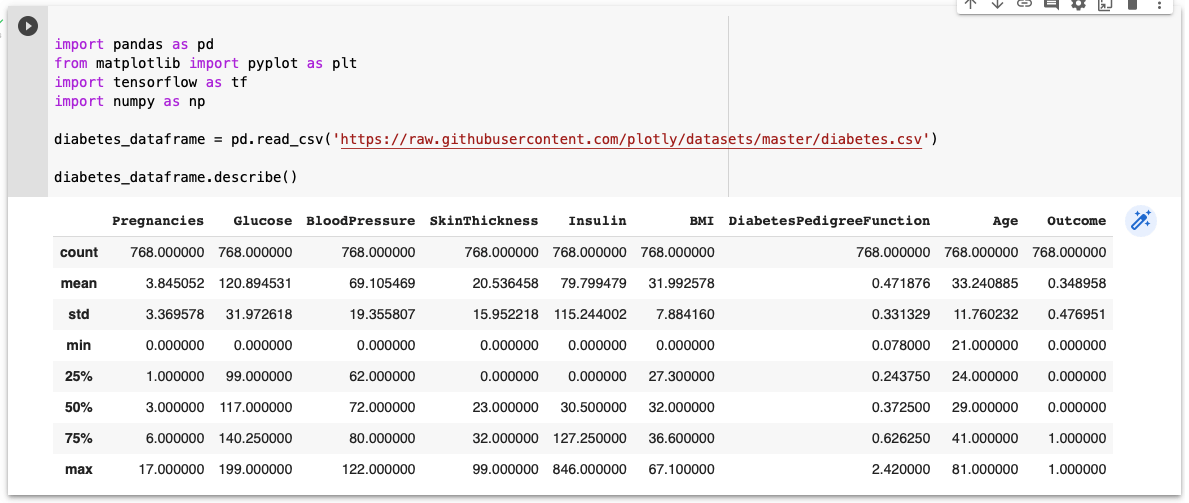 import pandas as pd
from matplotlib import pyplot as plt
import tensorflow as tf
import numpy as np
diabetes_dataframe = pd.read_csv('https://raw.githubusercontent.com/plotly/datasets/master/diabetes.csv')
diabetes_dataframe.describe()
Pregnancies Glucose BloodPressure SkinThickness Insulin BMI DiabetesPedigreeFunction Age Outcome
count 768.000000 768.000000 768.000000 768.000000 768.000000 768.000000 768.000000 768.000000 768.000000
mean 3.845052 120.894531 69.105469 20.536458 79.799479 31.992578 0.471876 33.240885 0.348958
std 3.369578 31.972618 19.355807 15.952218 115.244002 7.884160 0.331329 11.760232 0.476951
min 0.000000 0.000000 0.000000 0.000000 0.000000 0.000000 0.078000 21.000000 0.000000
25% 1.000000 99.000000 62.000000 0.000000 0.000000 27.300000 0.243750 24.000000 0.000000
50% 3.000000 117.000000 72.000000 23.000000 30.500000 32.000000 0.372500 29.000000 0.000000
75% 6.000000 140.250000 80.000000 32.000000 127.250000 36.600000 0.626250 41.000000 1.000000
max 17.000000 199.000000 122.000000 99.000000 846.000000 67.100000 2.420000 81.000000 1.000000